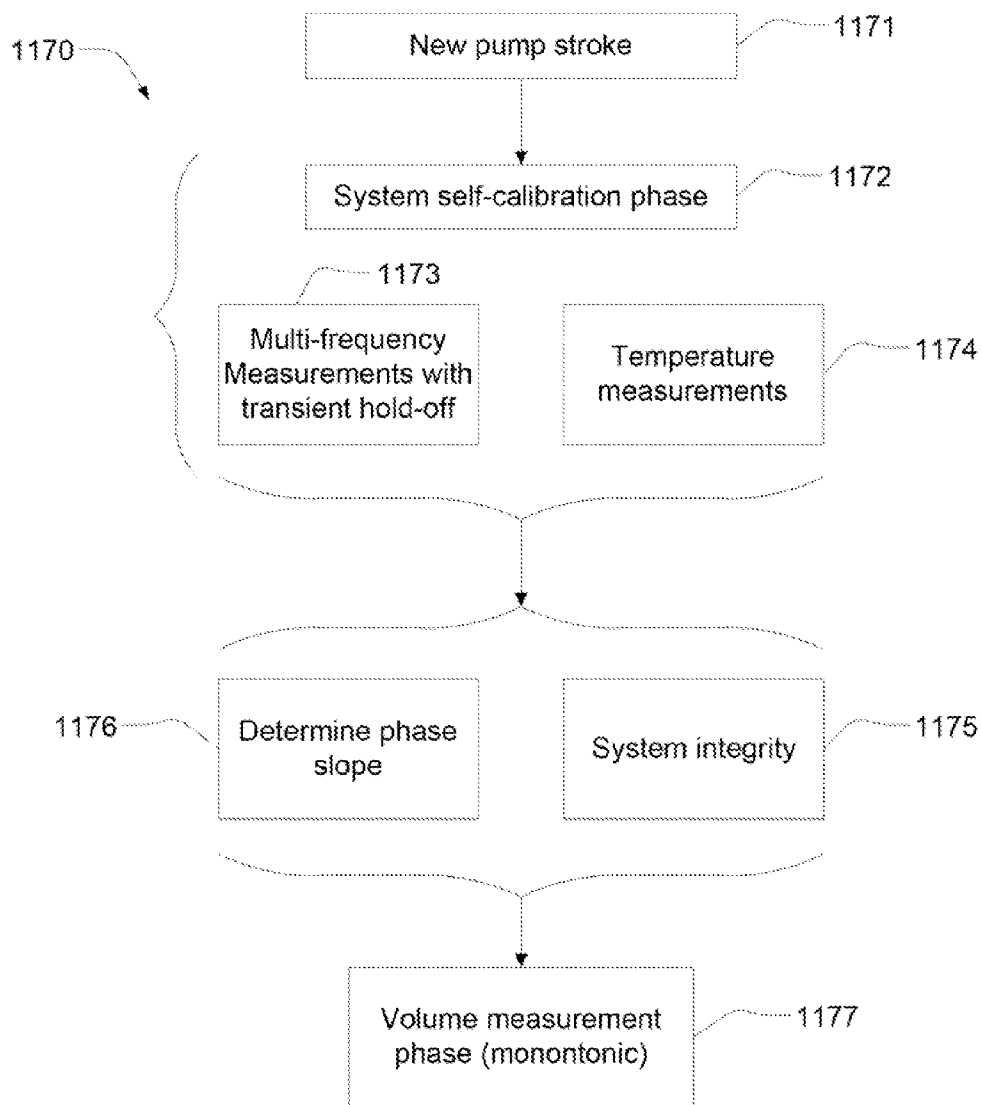 1170
New pump stroke
1171
System self-calibration phase
1172
1173
Multi-frequency
Measurements with
transient hold-off
Temperature
measurements
1174
1176
Determine phase
slope
System integrity
1175
Volume measurement
phase (monontonic)
1177